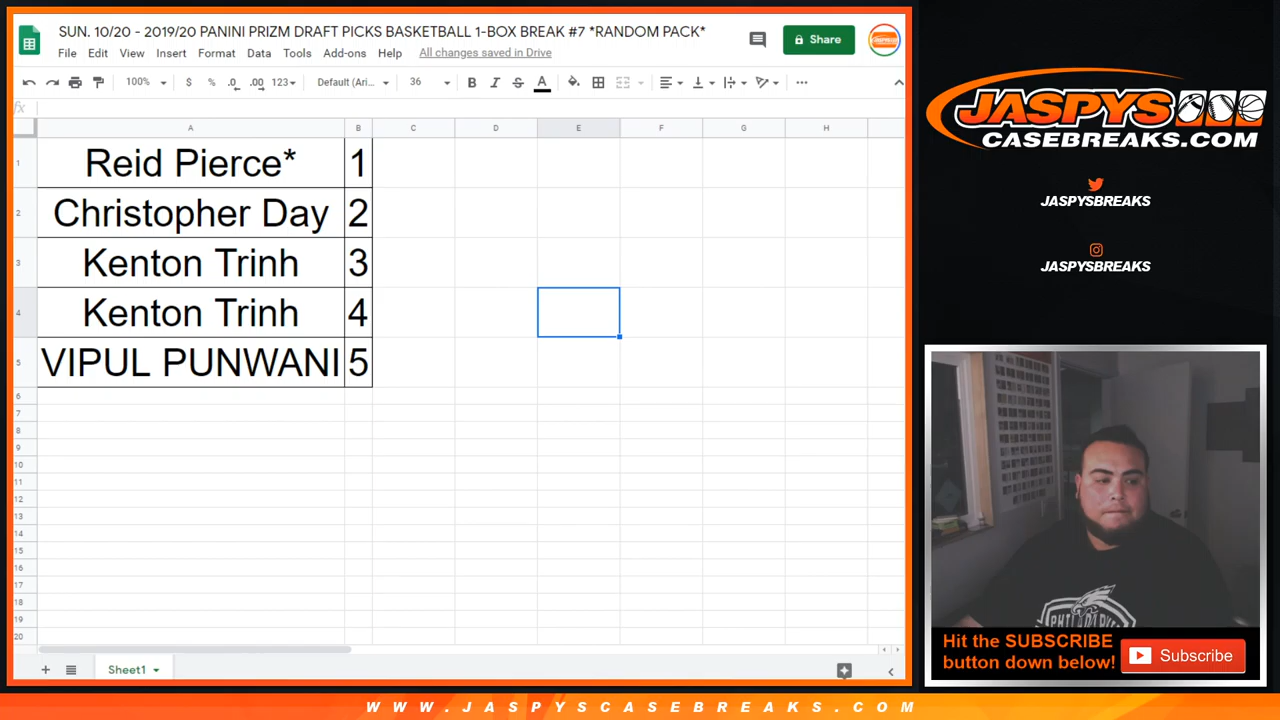 SUN. 10/20 - 2019/20 PANINI PRIZM DRAFT PICKS BASKETBALL 1-BOX BREAK #7 *RANDOM PACK*
File Edit View Insert Format Data Tools Add-ons Help All changes saved in Drive
Share
100% $ % .0 .00 123 Default (Ari... 36 B I S A
fx
A B C D E F G H
1 Reid Pierce* 1
2 Christopher Day 2
3 Kenton Trinh 3
4 Kenton Trinh 4
5 VIPUL PUNWANI 5
6
7
8
9
10
11
12
13
14
15
16
17
18
19
20
Sheet1
JASPYS
CASEBREAKS.COM
JASPYSBREAKS
JASPYSBREAKS
Hit the SUBSCRIBE
button down below!
Subscribe
WWW.JASPYSCASEBREAKS.COM